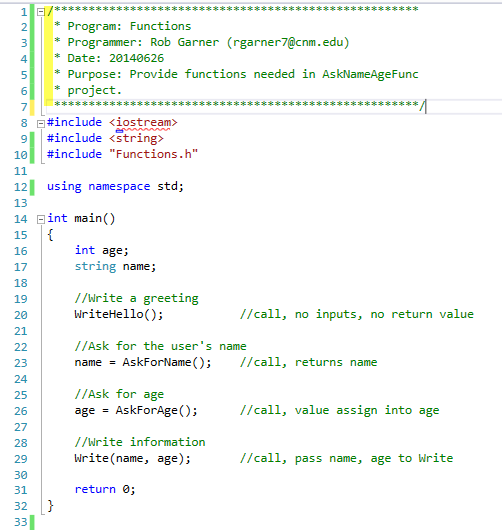 1 /*****************************************************
2 * Program: Functions
3 * Programmer: Rob Garner (rgarner7@cnm.edu)
4 * Date: 20140626
5 * Purpose: Provide functions needed in AskNameAgeFunc
6 * project.
7 *****************************************************/
8 #include <iostream>
9 #include <string>
10 #include "Functions.h"
11
12 using namespace std;
13
14 int main()
15 {
16     int age;
17     string name;
18
19     //Write a greeting
20     WriteHello();           //call, no inputs, no return value
21
22     //Ask for the user's name
23     name = AskForName();    //call, returns name
24
25     //Ask for age
26     age = AskForAge();      //call, value assign into age
27
28     //Write information
29     Write(name, age);       //call, pass name, age to Write
30
31     return 0;
32 }
33